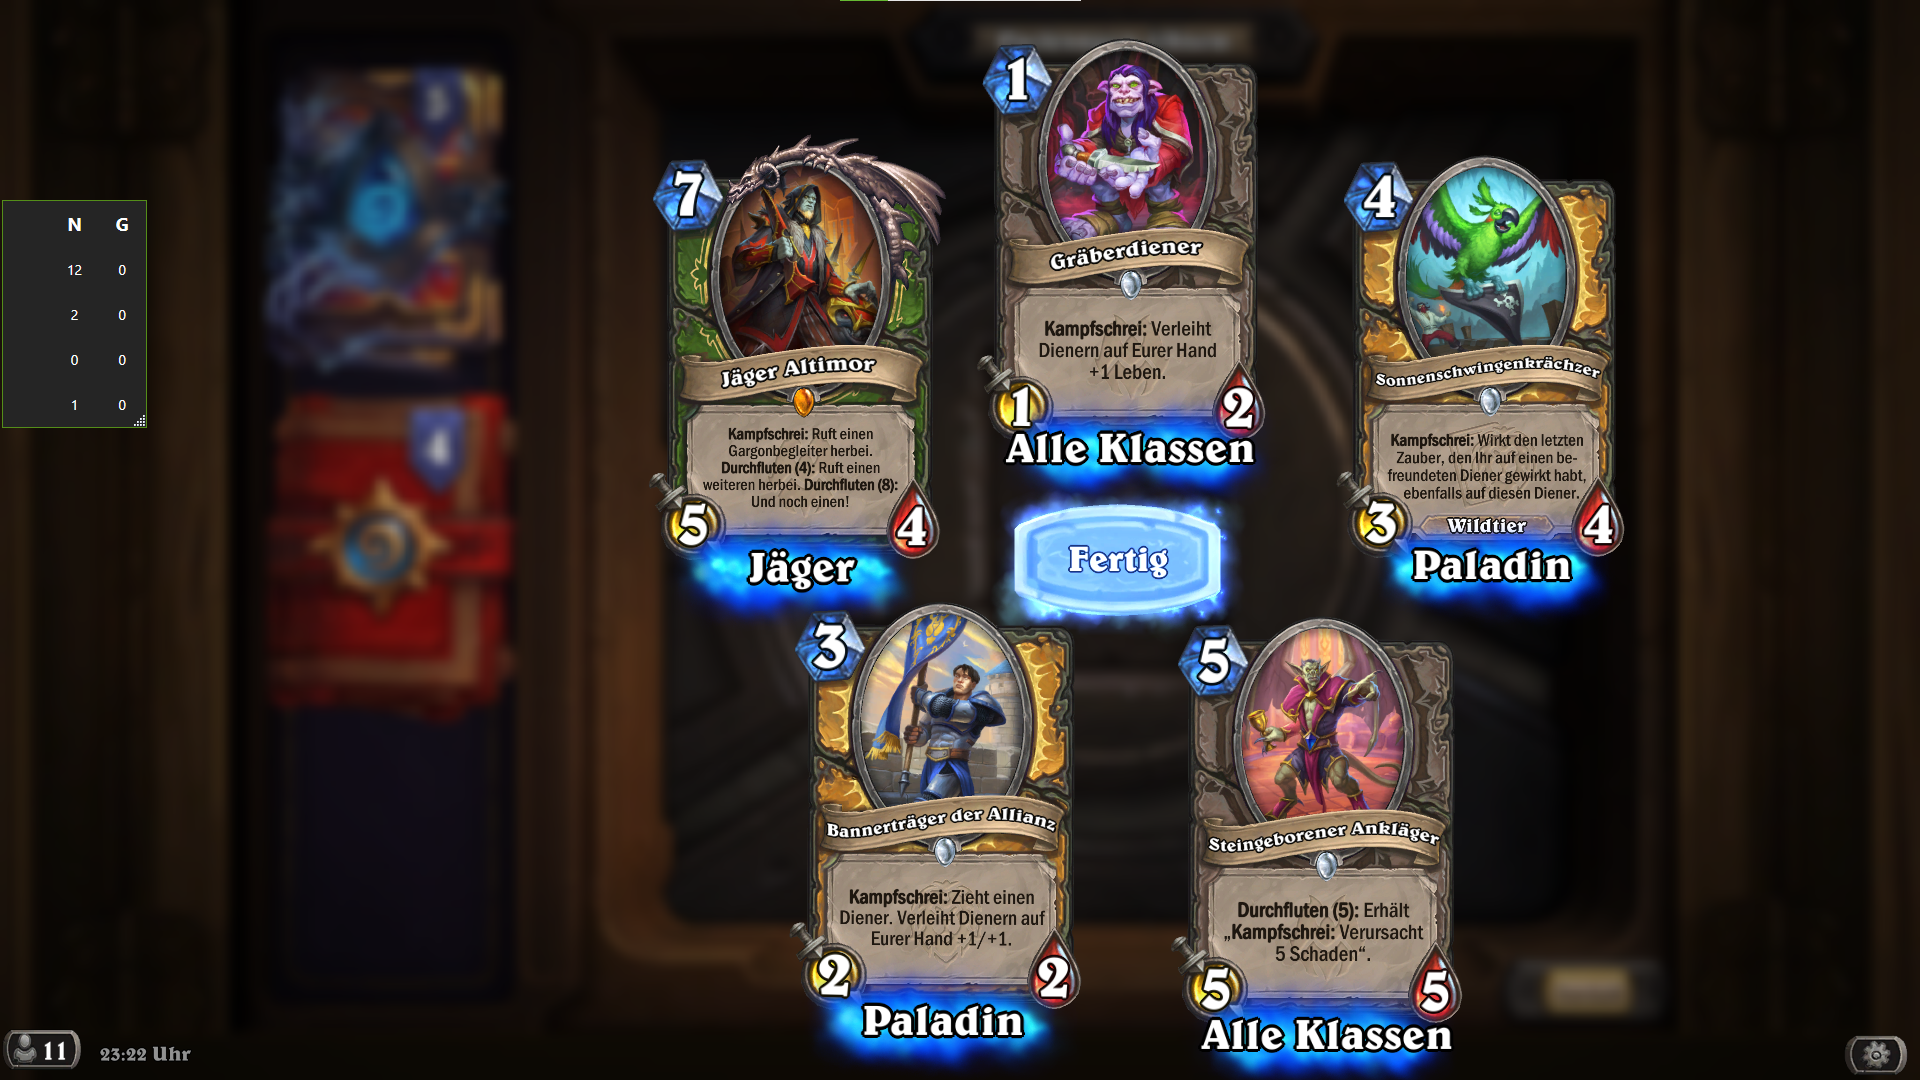 1
Gräberdiener
Kampfschrei: Verleiht
Dienern auf Eurer Hand
+1 Leben.
1
2
Alle Klassen
7
Jäger Altimor
Kampfschrei: Ruft einen
Gargonbegleiter herbei.
Durchfluten (4): Ruft einen
weiteren herbei. Durchfluten (8):
Und noch einen!
5
4
Jäger
4
Sonnenschwingenkrächzer
Kampfschrei: Wirkt den letzten
Zauber, den Ihr auf einen be-
freundeten Diener gewirkt habt,
ebenfalls auf diesen Diener.
Wildtier
3
4
Paladin
N G
12 0
2 0
0 0
1 0
4
Fertig
3
Bannerträger der Allianz
Kampfschrei: Zieht einen
Diener. Verleiht Dienern auf
Eurer Hand +1/+1.
2
2
Paladin
5
Steingeborener Ankläger
Durchfluten (5): Erhält
„Kampfschrei: Verursacht
5 Schaden“.
5
5
Alle Klassen
11
23:22 Uhr